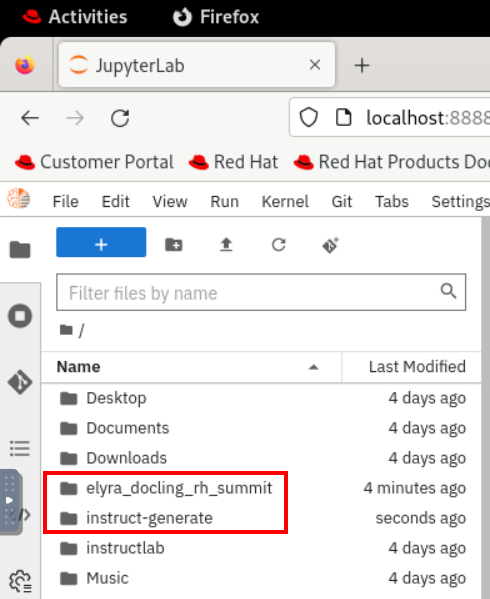 Activities Firefox
JupyterLab
localhost:8888
Customer Portal Red Hat Red Hat Products Do
File Edit View Run Kernel Git Tabs Settings
Filter files by name
/
Name Last Modified
Desktop 4 days ago
Documents 4 days ago
Downloads 4 days ago
elyra_docling_rh_summit 4 minutes ago
instruct-generate seconds ago
instructlab 4 days ago
Music 4 days ago